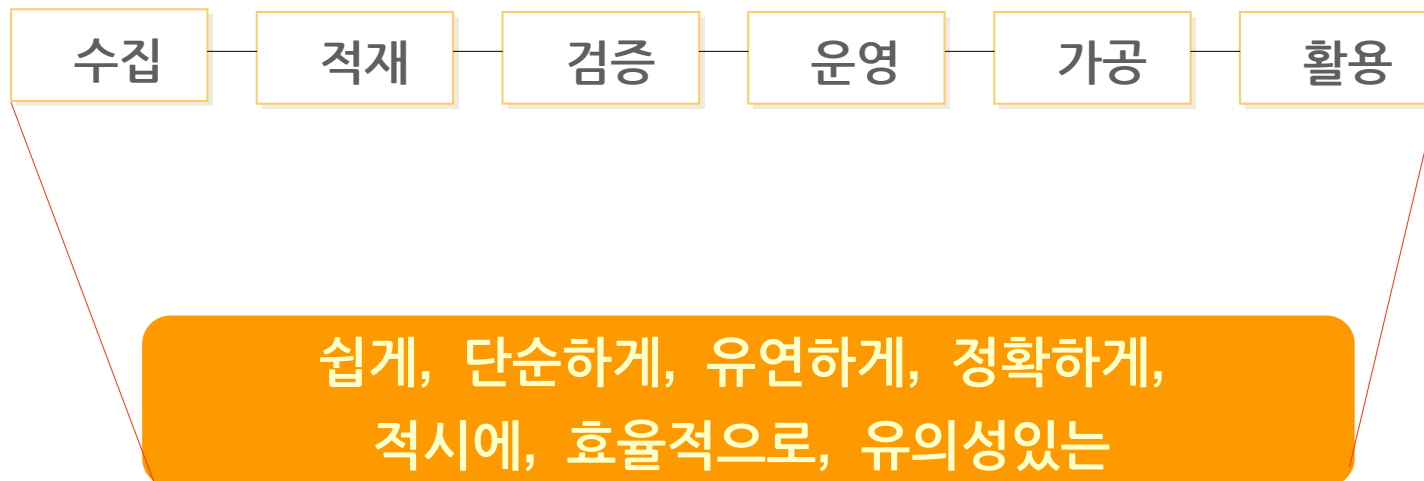 수집 적재 검증 운영 가공 활용
쉽게, 단순하게, 유연하게, 정확하게,
적시에, 효율적으로, 유의성있는